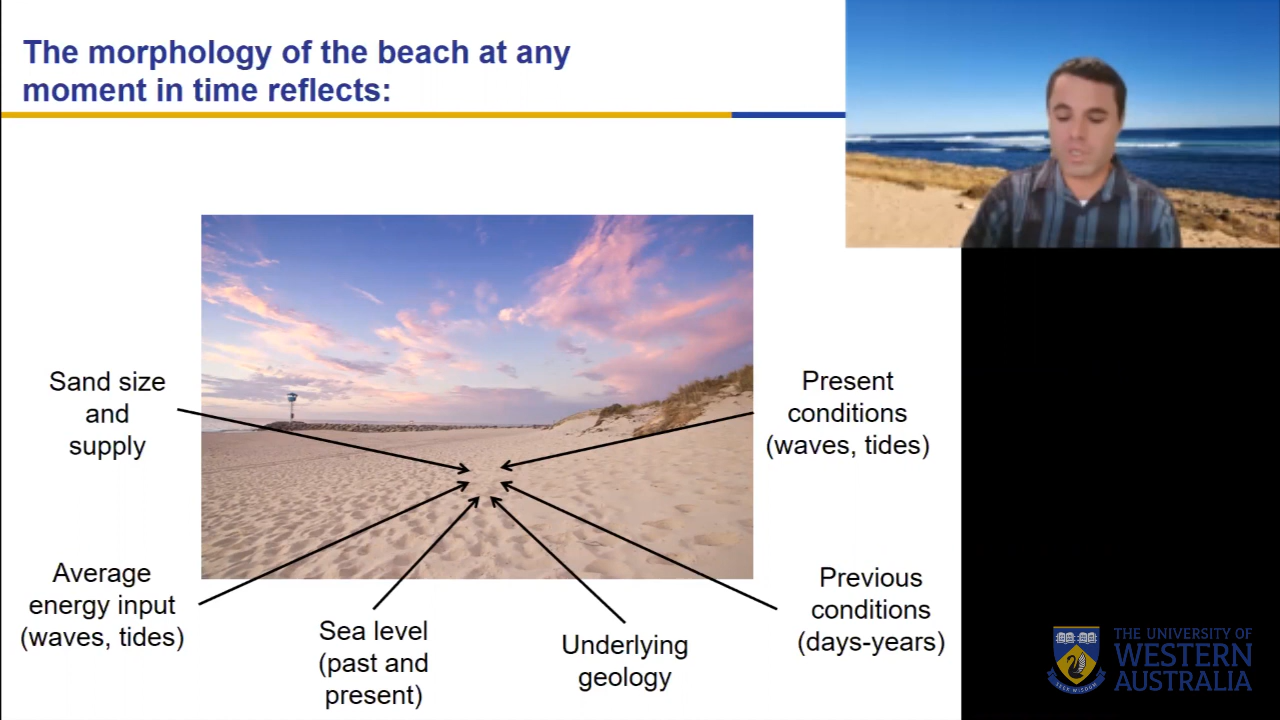 The morphology of the beach at any
moment in time reflects:
Sand size
and
supply
Present
conditions
(waves, tides)
Average
energy input
(waves, tides)
Sea level
(past and
present)
Underlying
geology
Previous
conditions
(days-years)
THE UNIVERSITY OF
WESTERN
AUSTRALIA
SEEK WISDOM